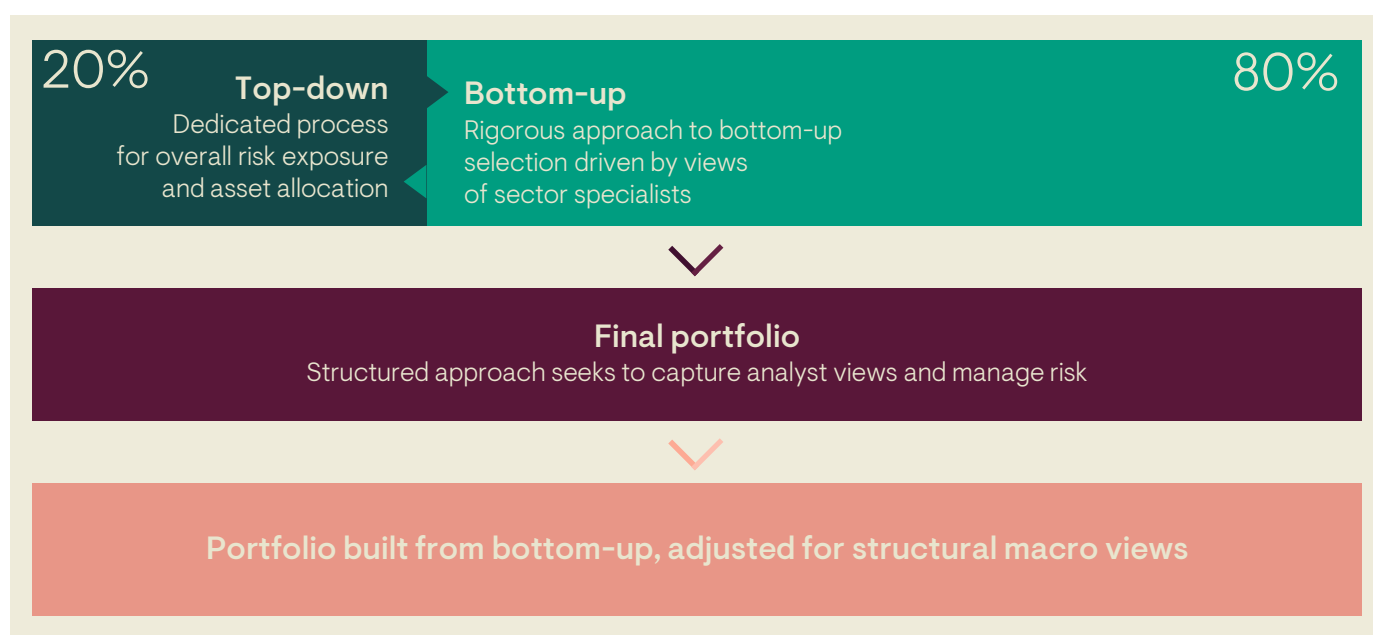 20%
Top-down
Dedicated process
for overall risk exposure
and asset allocation
80%
Bottom-up
Rigorous approach to bottom-up
selection driven by views
of sector specialists
Final portfolio
Structured approach seeks to capture analyst views and manage risk
Portfolio built from bottom-up, adjusted for structural macro views